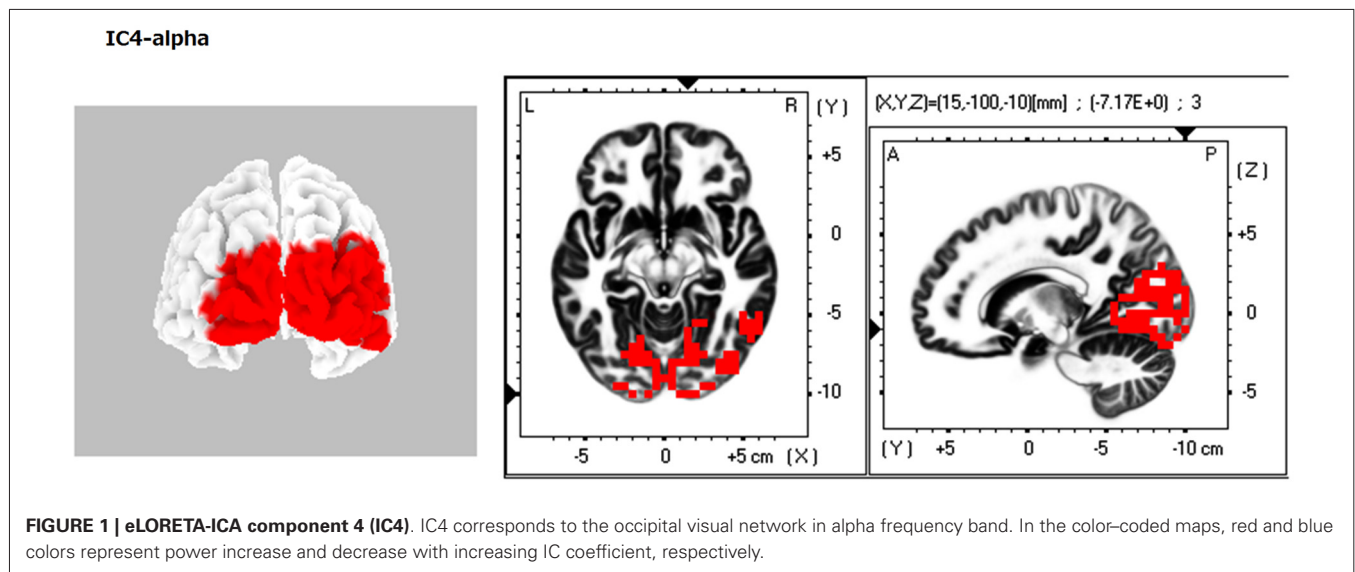 IC4-alpha
L R (Y) (X,Y,Z)=(15,-100,-10)[mm] ; (-7.17E+0) ; 3
A P (Z)
+5
0
-5
-10
-5 0 +5 cm (X)
+5
0
-5
(Y) +5 0 -5 -10 cm
FIGURE 1 | eLORETA-ICA component 4 (IC4). IC4 corresponds to the occipital visual network in alpha frequency band. In the color–coded maps, red and blue
colors represent power increase and decrease with increasing IC coefficient, respectively.